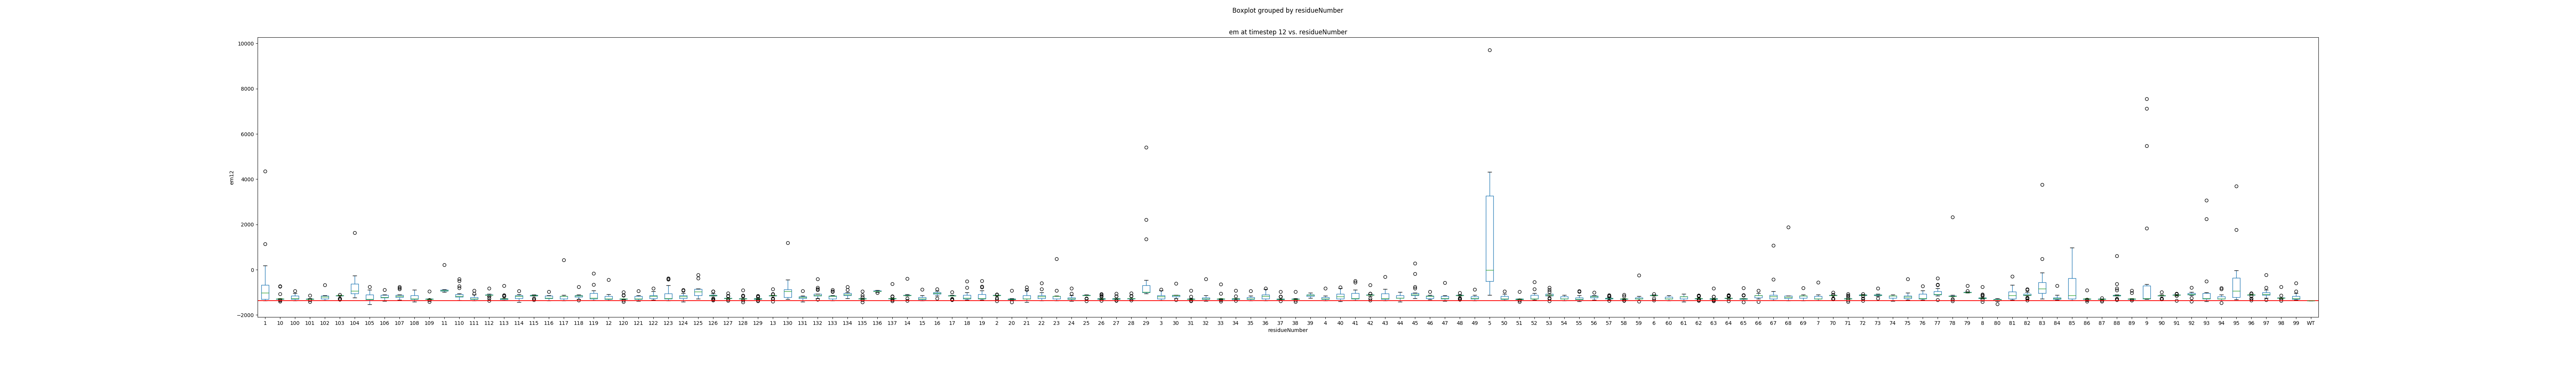 Boxplot grouped by residueNumber
em at timestep 12 vs. residueNumber
10000
8000
6000
4000
2000
0
−2000
em12
1 10 100 101 102 103 104 105 106 107 108 109 11 110 111 112 113 114 115 116 117 118 119 12 120 121 122 123 124 125 126 127 128 129 13 130 131 132 133 134 135 136 137 14 15 16 17 18 19 2 20 21 22 23 24 25 26 27 28 29 3 30 31 32 33 34 35 36 37 38 39 4 40 41 42 43 44 45 46 47 48 49 5 50 51 52 53 54 55 56 57 58 59 6 60 61 62 63 64 65 66 67 68 69 7 70 71 72 73 74 75 76 77 78 79 8 80 81 82 83 84 85 86 87 88 89 9 90 91 92 93 94 95 96 97 98 99 WT
residueNumber